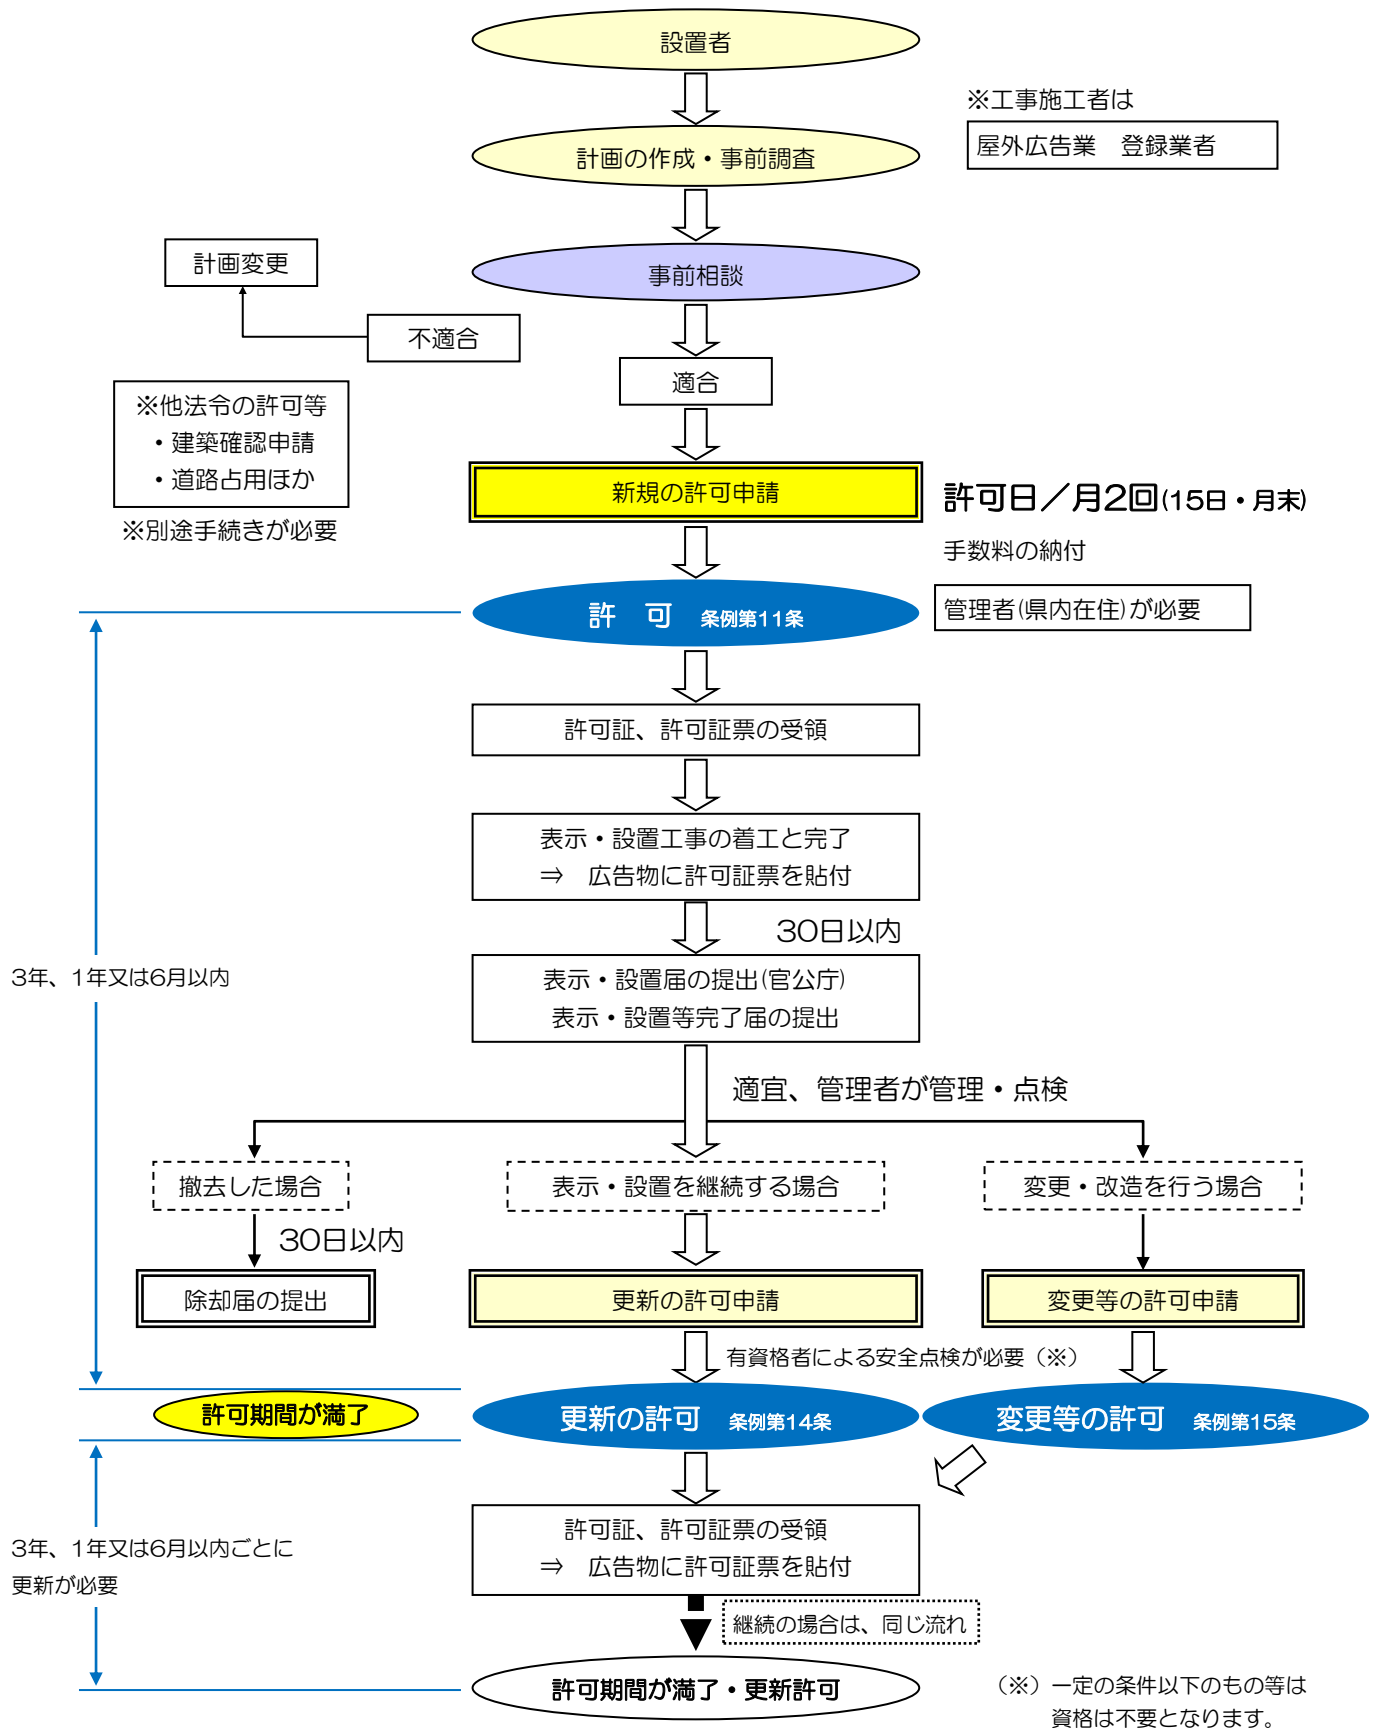 設置者
※工事施工者は
屋外広告業　登録業者
計画の作成・事前調査
計画変更
事前相談
不適合
適合
※他法令の許可等
・建築確認申請
・道路占用ほか
※別途手続きが必要
新規の許可申請
許可日／月2回(15日・月末)
手数料の納付
許　可　条例第11条
管理者(県内在住)が必要
許可証、許可証票の受領
表示・設置工事の着工と完了
⇒　広告物に許可証票を貼付
30日以内
3年、1年又は6月以内
表示・設置届の提出(官公庁)
表示・設置等完了届の提出
適宜、管理者が管理・点検
撤去した場合
表示・設置を継続する場合
変更・改造を行う場合
30日以内
除却届の提出
更新の許可申請
変更等の許可申請
有資格者による安全点検が必要（※）
許可期間が満了
更新の許可　条例第14条
変更等の許可　条例第15条
許可証、許可証票の受領
⇒　広告物に許可証票を貼付
3年、1年又は6月以内ごとに
更新が必要
継続の場合は、同じ流れ
許可期間が満了・更新許可
（※）一定の条件以下のもの等は
資格は不要となります。